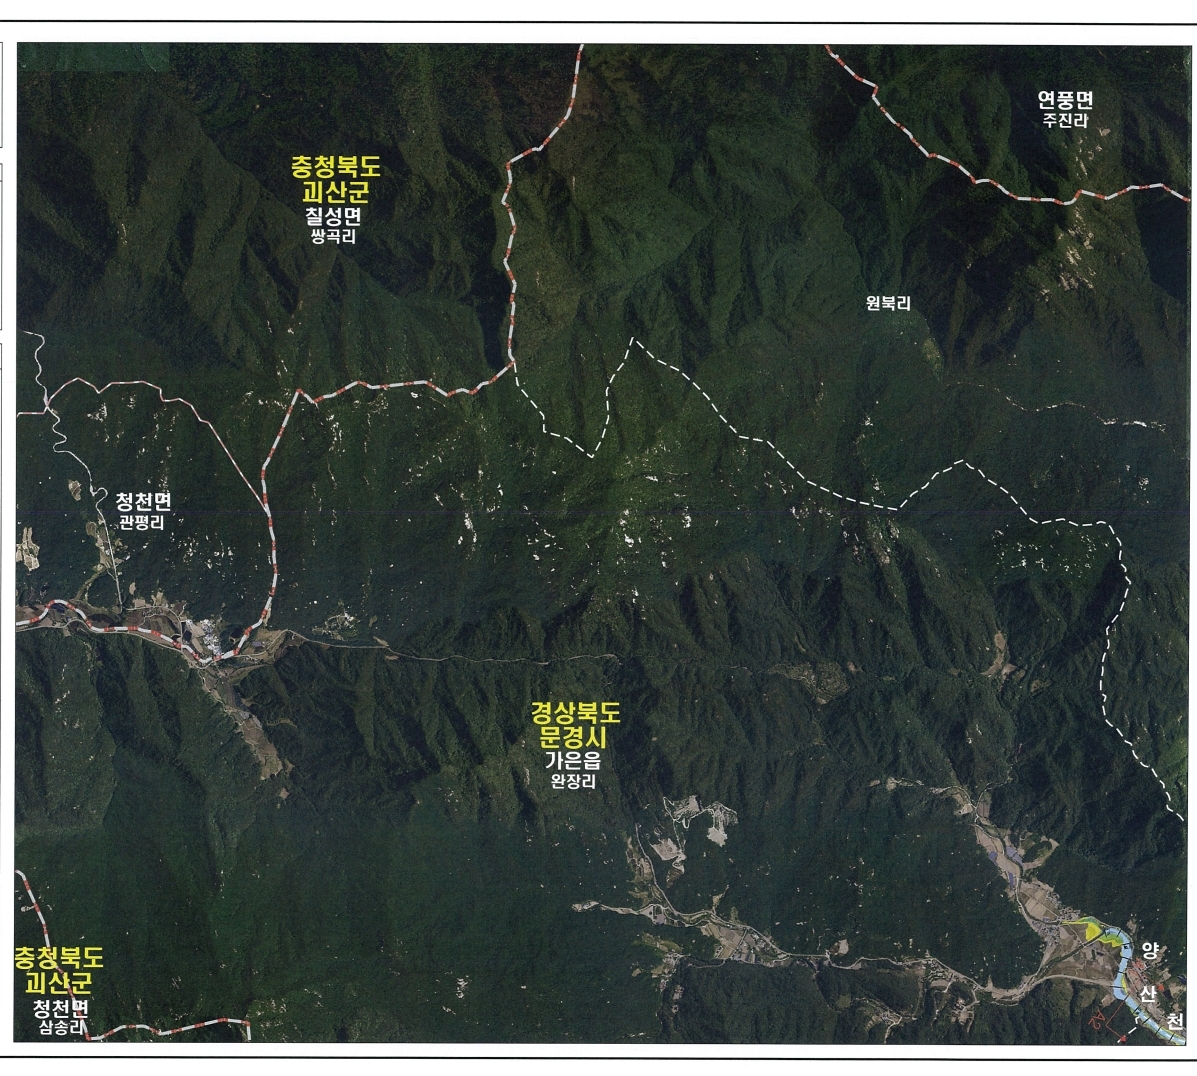 연풍면
주진리
충청북도
괴산군
칠성면
쌍곡리
원북리
청천면
관평리
경상북도
문경시
가은읍
완장리
충청북도
괴산군
청천면
삼송리
양
산
천
A2